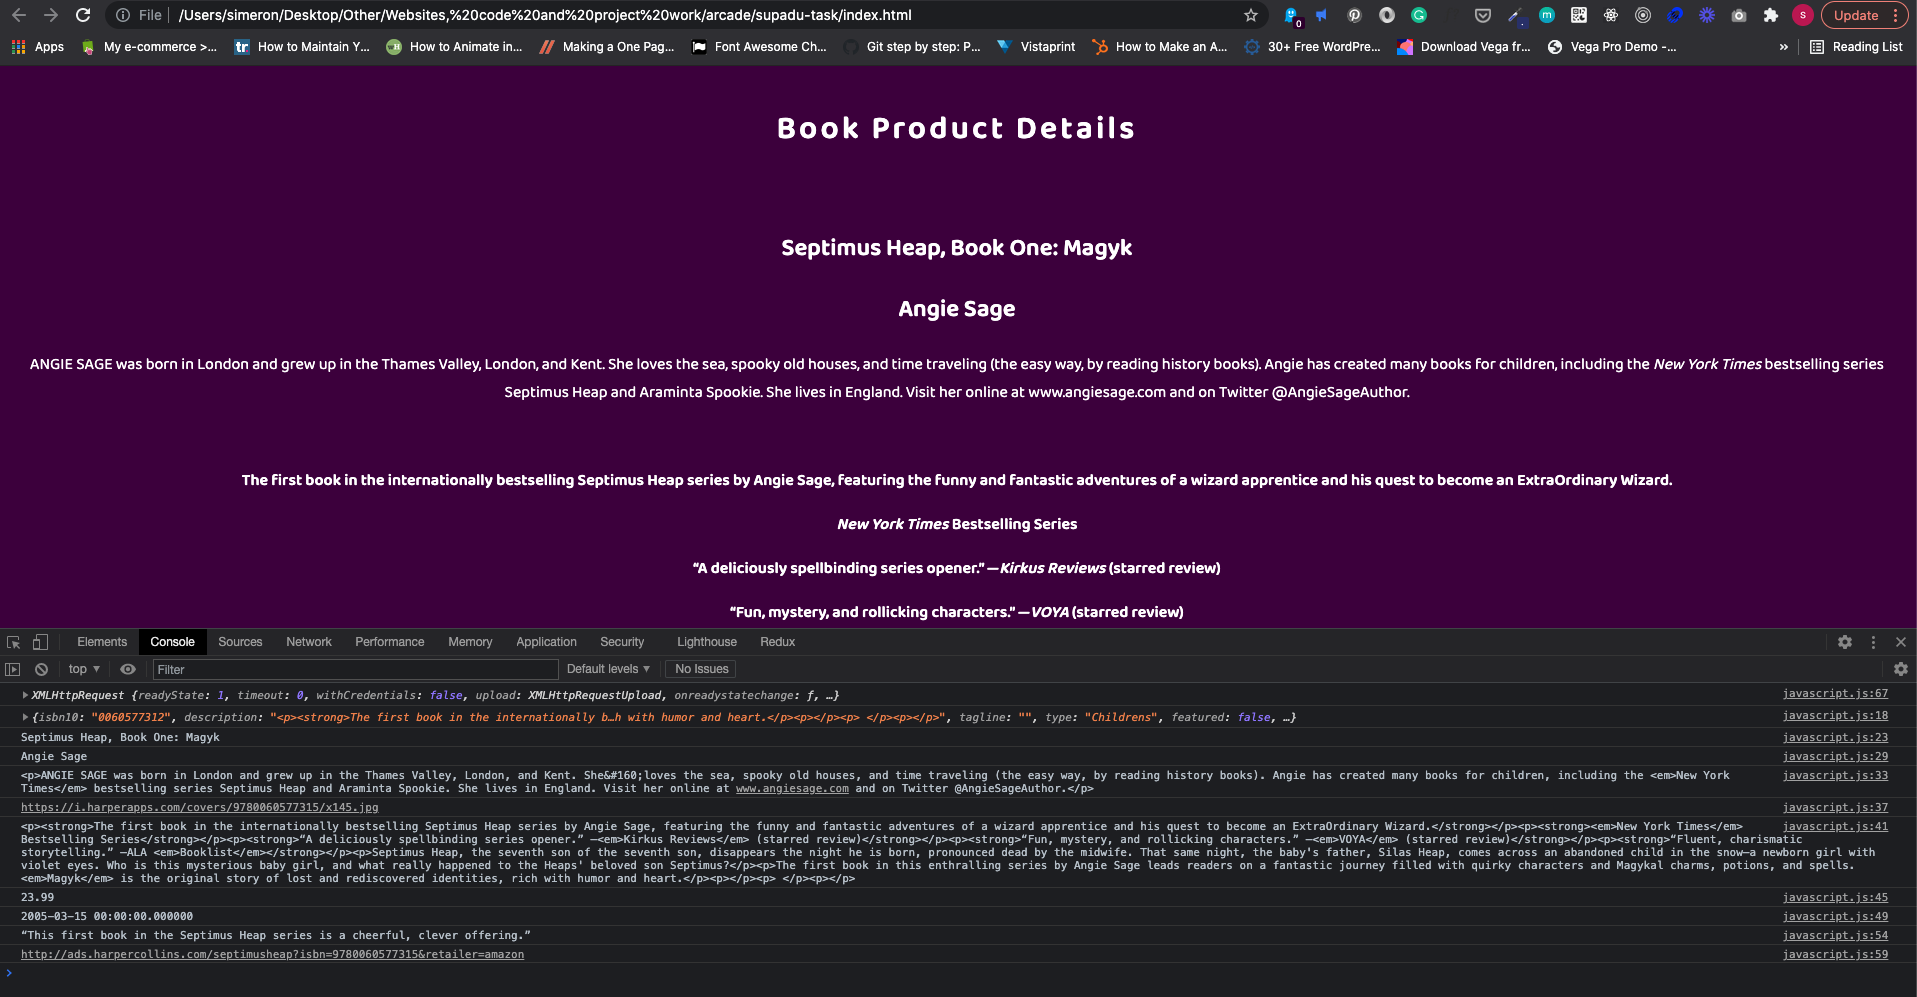 File | /Users/simeron/Desktop/Other/Websites,%20code%20and%20project%20work/arcade/supadu-task/index.html
0
m
s
Update
Apps
My e-commerce >...
tr How to Maintain Y...
How to Animate in...
Making a One Pag...
Font Awesome Ch...
Git step by step: P...
Vistaprint
How to Make an A...
30+ Free WordPre...
Download Vega fr...
Vega Pro Demo -...
»
Reading List
Book Product Details
Septimus Heap, Book One: Magyk
Angie Sage
ANGIE SAGE was born in London and grew up in the Thames Valley, London, and Kent. She loves the sea, spooky old houses, and time traveling (the easy way, by reading history books). Angie has created many books for children, including the New York Times bestselling series
Septimus Heap and Araminta Spookie. She lives in England. Visit her online at www.angiesage.com and on Twitter @AngieSageAuthor.
The first book in the internationally bestselling Septimus Heap series by Angie Sage, featuring the funny and fantastic adventures of a wizard apprentice and his quest to become an ExtraOrdinary Wizard.
New York Times Bestselling Series
“A deliciously spellbinding series opener.” —Kirkus Reviews (starred review)
“Fun, mystery, and rollicking characters.” —VOYA (starred review)
Elements Console Sources Network Performance Memory Application Security Lighthouse Redux
top ▼ Filter Default levels ▼ No Issues
XMLHttpRequest {readyState: 1, timeout: 0, withCredentials: false, upload: XMLHttpRequestUpload, onreadystatechange: ƒ, …} javascript.js:67
{isbn10: "0060577312", description: "<p><strong>The first book in the internationally b…h with humor and heart.</p><p></p><p> </p><p></p>", tagline: "", type: "Childrens", featured: false, …} javascript.js:18
Septimus Heap, Book One: Magyk javascript.js:23
Angie Sage javascript.js:29
<p>ANGIE SAGE was born in London and grew up in the Thames Valley, London, and Kent. She&#160;loves the sea, spooky old houses, and time traveling (the easy way, by reading history books). Angie has created many books for children, including the <em>New York javascript.js:33
Times</em> bestselling series Septimus Heap and Araminta Spookie. She lives in England. Visit her online at www.angiesage.com and on Twitter @AngieSageAuthor.</p>
https://i.harperapps.com/covers/9780060577315/x145.jpg javascript.js:37
<p><strong>The first book in the internationally bestselling Septimus Heap series by Angie Sage, featuring the funny and fantastic adventures of a wizard apprentice and his quest to become an ExtraOrdinary Wizard.</strong></p><p><strong><em>New York Times</em> javascript.js:41
Bestselling Series</strong></p><p><strong>“A deliciously spellbinding series opener.” —<em>Kirkus Reviews</em> (starred review)</strong></p><p><strong>“Fun, mystery, and rollicking characters.” —<em>VOYA</em> (starred review)</strong></p><p><strong>“Fluent, charismatic
storytelling.” —ALA <em>Booklist</em></strong></p><p>Septimus Heap, the seventh son of the seventh son, disappears the night he is born, pronounced dead by the midwife. That same night, the baby's father, Silas Heap, comes across an abandoned child in the snow—a newborn girl with
violet eyes. Who is this mysterious baby girl, and what really happened to the Heaps' beloved son Septimus?</p><p>The first book in this enthralling series by Angie Sage leads readers on a fantastic journey filled with quirky characters and Magykal charms, potions, and spells.
<em>Magyk</em> is the original story of lost and rediscovered identities, rich with humor and heart.</p><p></p><p> </p><p></p>
23.99 javascript.js:45
2005-03-15 00:00:00.000000 javascript.js:49
“This first book in the Septimus Heap series is a cheerful, clever offering.” javascript.js:54
http://ads.harpercollins.com/septimusheap?isbn=9780060577315&retailer=amazon javascript.js:59